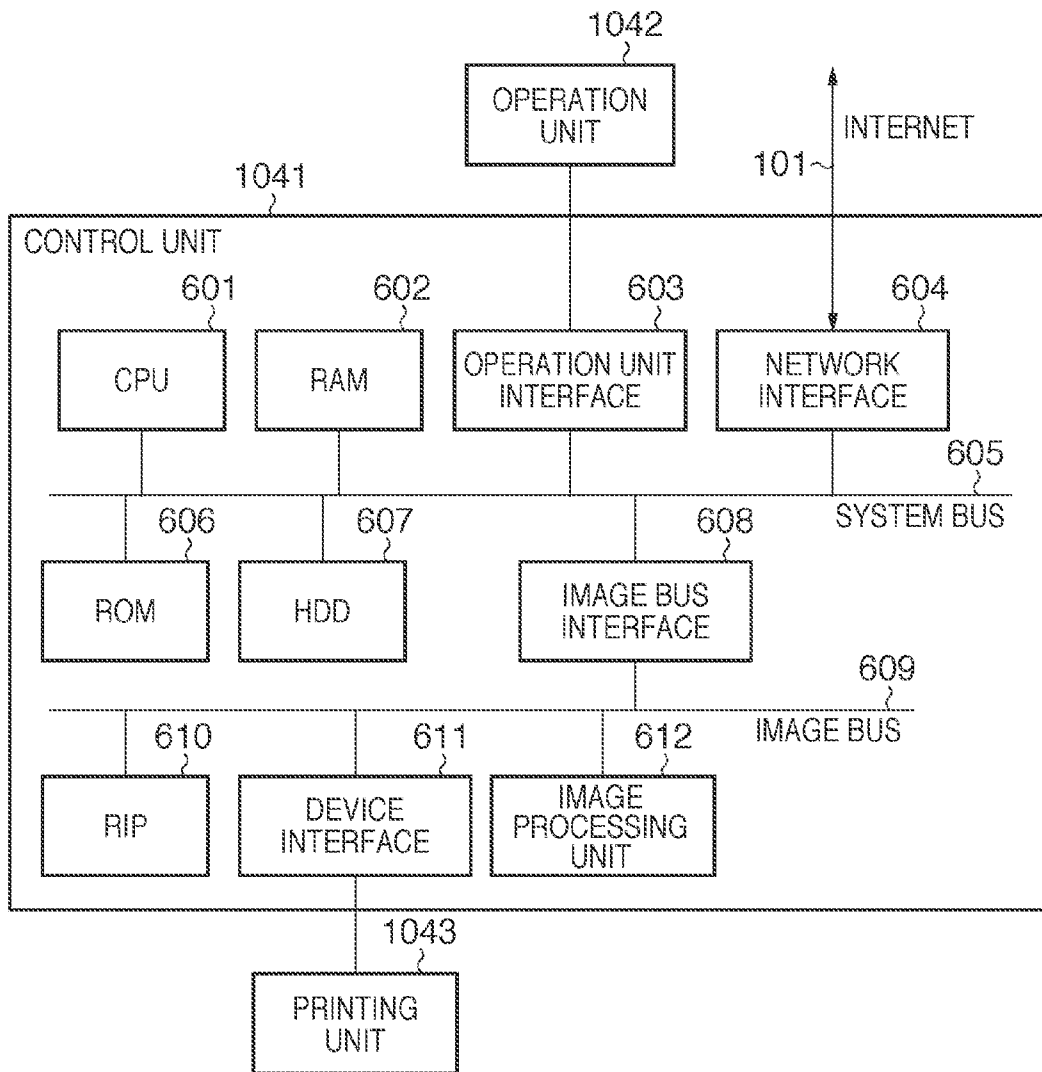 1042
OPERATION
UNIT
INTERNET
101
1041
CONTROL UNIT
601
602
603
604
CPU
RAM
OPERATION UNIT
INTERFACE
NETWORK
INTERFACE
605
SYSTEM BUS
606
607
608
ROM
HDD
IMAGE BUS
INTERFACE
609
IMAGE BUS
610
611
612
RIP
DEVICE
INTERFACE
IMAGE
PROCESSING
UNIT
1043
PRINTING
UNIT